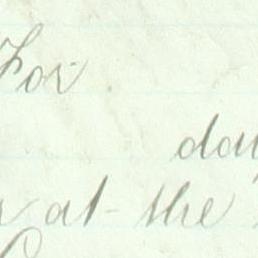 For
day
at the